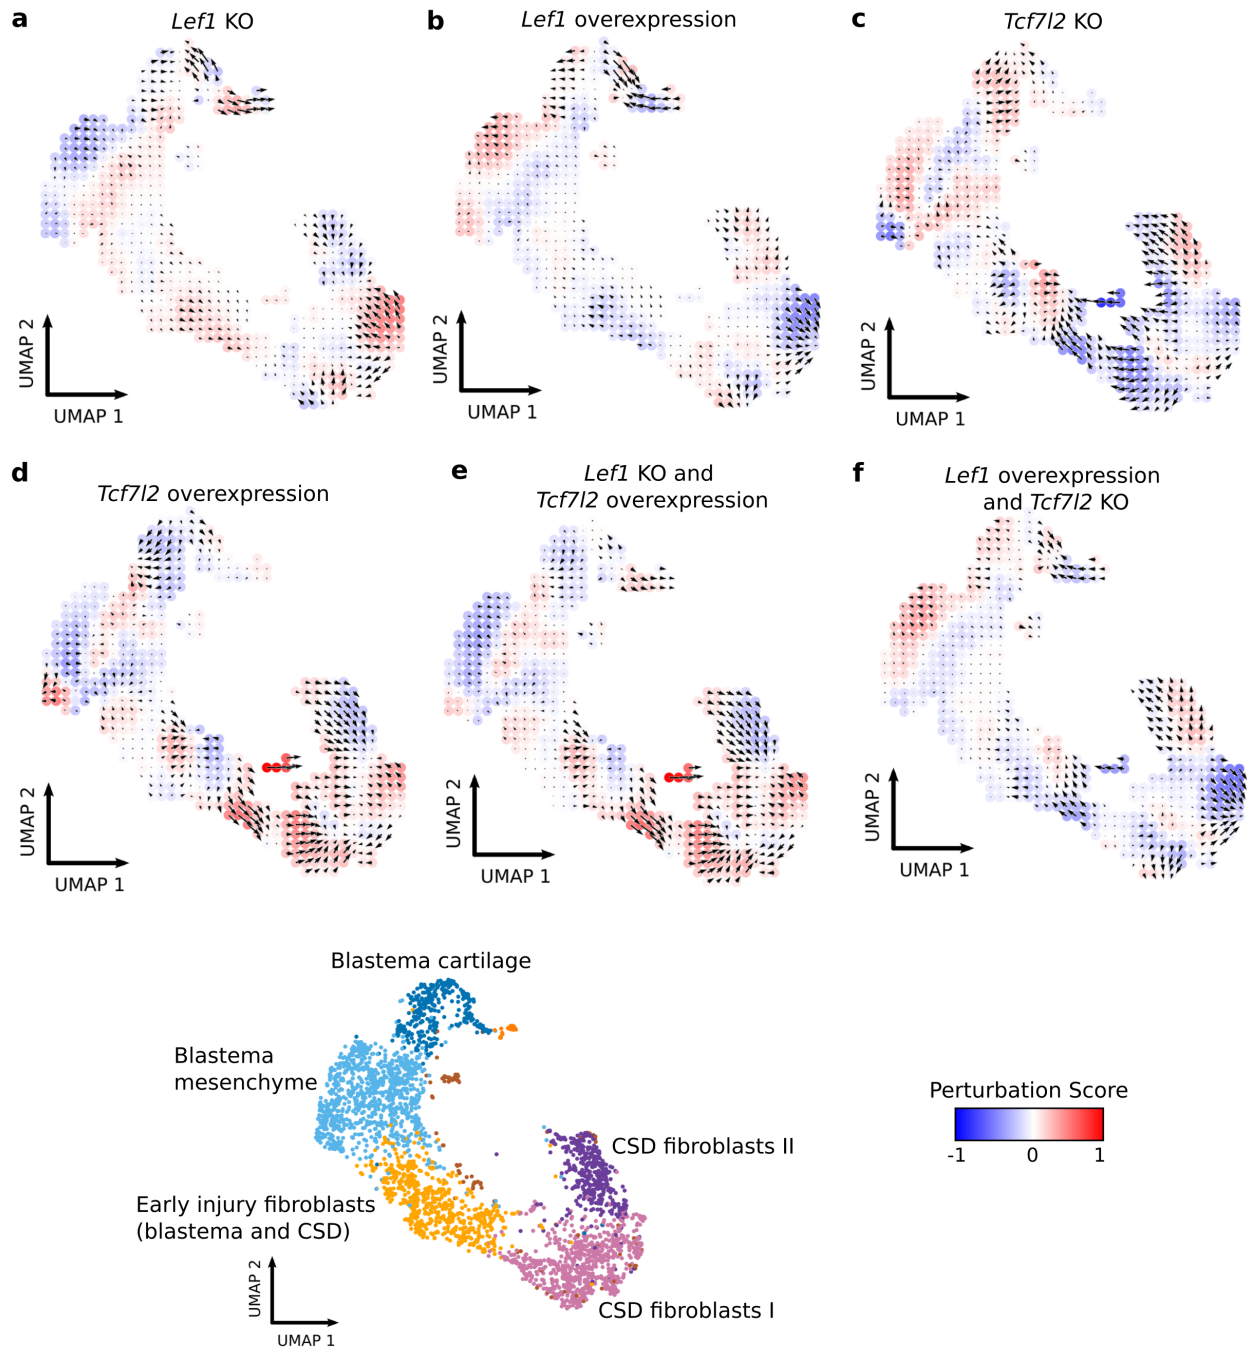 a
Lef1 KO
b
Lef1 overexpression
c
Tcf7l2 KO
UMAP 2
UMAP 1
UMAP 2
UMAP 1
UMAP 2
UMAP 1
d
Tcf7l2 overexpression
e
Lef1 KO and
Tcf7l2 overexpression
f
Lef1 overexpression
and Tcf7l2 KO
UMAP 2
UMAP 1
UMAP 2
UMAP 1
UMAP 2
UMAP 1
Blastema cartilage
Blastema
mesenchyme
CSD fibroblasts II
Early injury fibroblasts
(blastema and CSD)
CSD fibroblasts I
UMAP 2
UMAP 1
Perturbation Score
-1 0 1